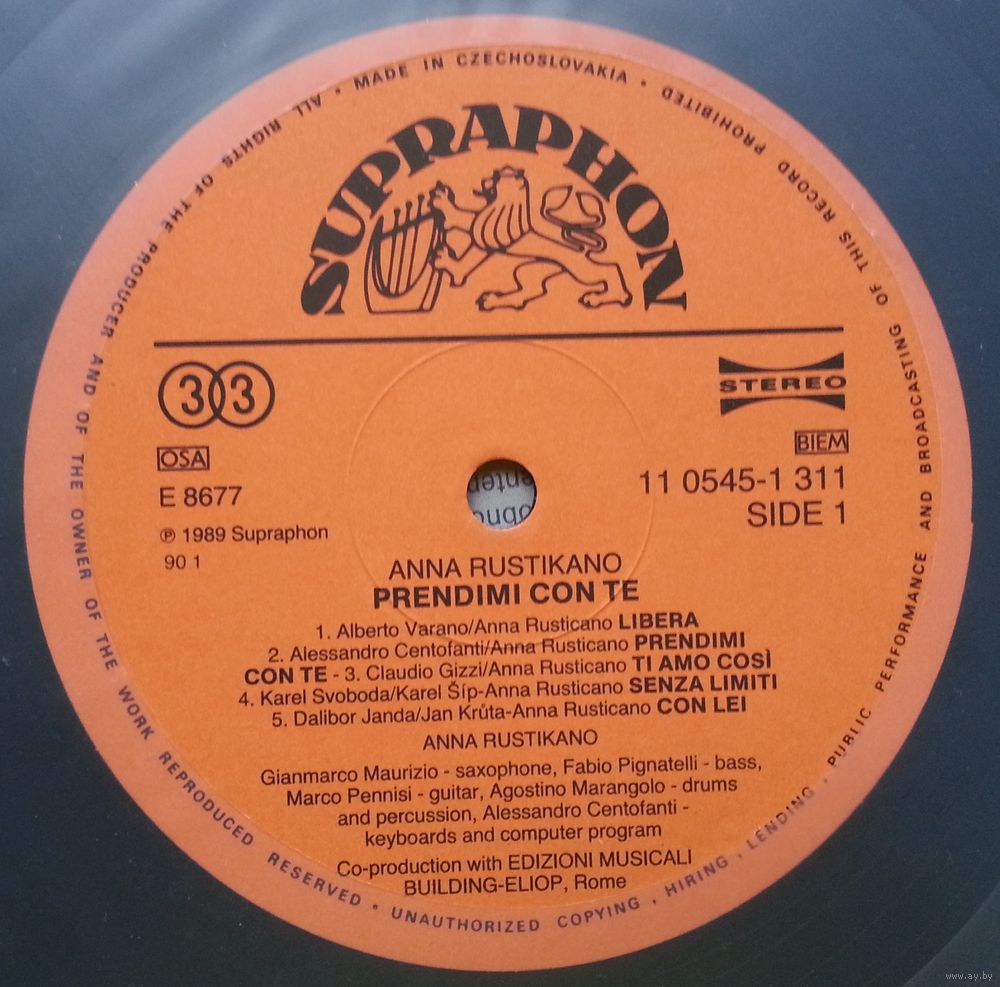 ALL RIGHTS OF THE PRODUCER AND OF THE OWNER OF THE WORK REPRODUCED RESERVED • UNAUTHORIZED COPYING , HIRING , LENDING , PUBLIC PERFORMANCE AND BROADCASTING OF THIS RECORD PROHIBITED • MADE IN CZECHOSLOVAKIA •
SUPRAPHON
33
STEREO
OSA
BIEM
E 8677
11 0545-1 311
SIDE 1
℗ 1989 Supraphon
90 1
ANNA RUSTIKANO
PRENDIMI CON TE
1. Alberto Varano/Anna Rusticano LIBERA
2. Alessandro Centofanti/Anna Rusticano PRENDIMI
CON TE - 3. Claudio Gizzi/Anna Rusticano TI AMO COSÌ
4. Karel Svoboda/Karel Šíp-Anna Rusticano SENZA LIMITI
5. Dalibor Janda/Jan Krůta-Anna Rusticano CON LEI
ANNA RUSTIKANO
Gianmarco Maurizio - saxophone, Fabio Pignatelli - bass,
Marco Pennisi - guitar, Agostino Marangolo - drums
and percussion, Alessandro Centofanti -
keyboards and computer program
Co-production with EDIZIONI MUSICALI
BUILDING-ELIOP, Rome
www.ay.by